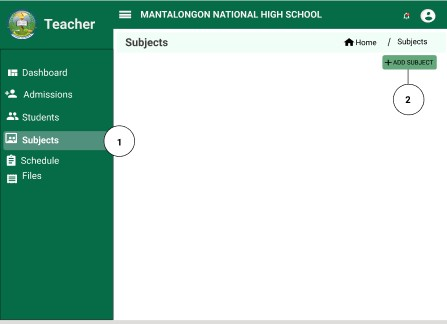 Teacher
MANTALONGON NATIONAL HIGH SCHOOL
Subjects
Home / Subjects
+ ADD SUBJECT
Dashboard
Admissions
Students
Subjects
Schedule
Files
1
2